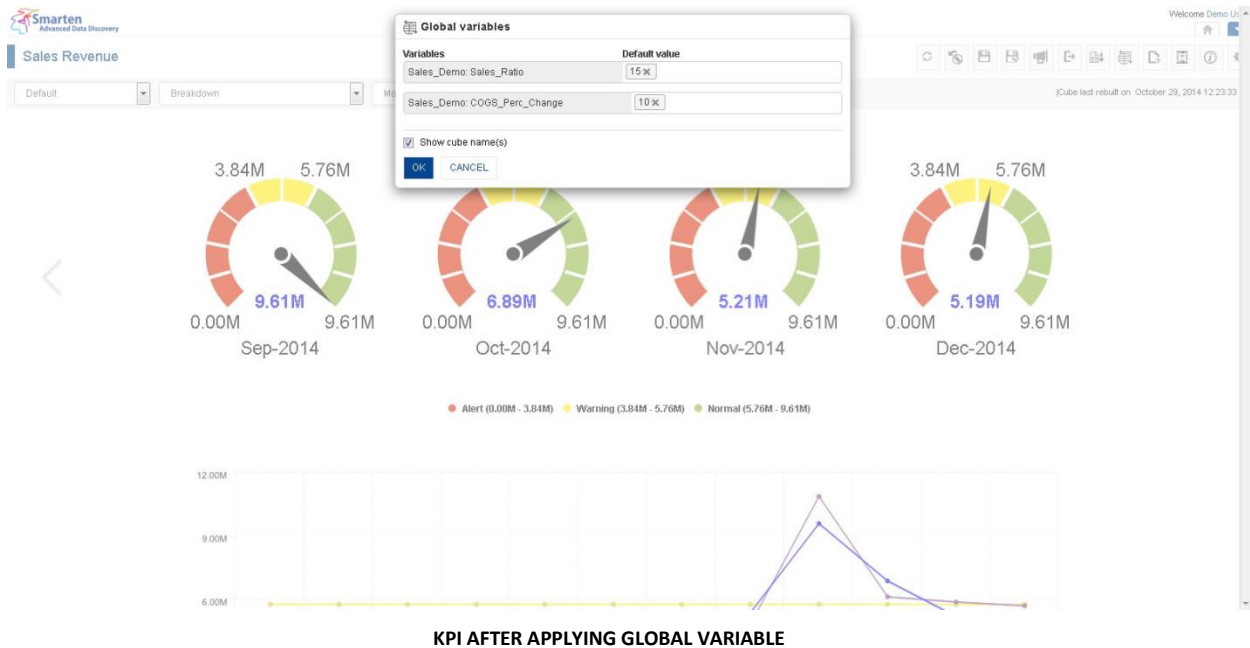 Smarten
Advanced Data Discovery
Welcome Demo
Sales Revenue
Global variables
Variables Default value
Sales_Demo: Sales_Ratio 15
Sales_Demo: COGS_Perc_Change 10
Show cube name(s)
OK CANCEL
Default Breakdown
|Cube last rebuilt on October 29, 2014 12:23:33
3.84M 5.76M 3.84M 5.76M
9.61M 6.89M 5.21M 5.19M
0.00M 9.61M 0.00M 9.61M 0.00M 9.61M 0.00M 9.61M
Sep-2014 Oct-2014 Nov-2014 Dec-2014
Alert (0.00M - 3.84M) Warning (3.84M - 5.76M) Normal (5.76M - 9.61M)
12.00M
9.00M
6.00M
KPI AFTER APPLYING GLOBAL VARIABLE